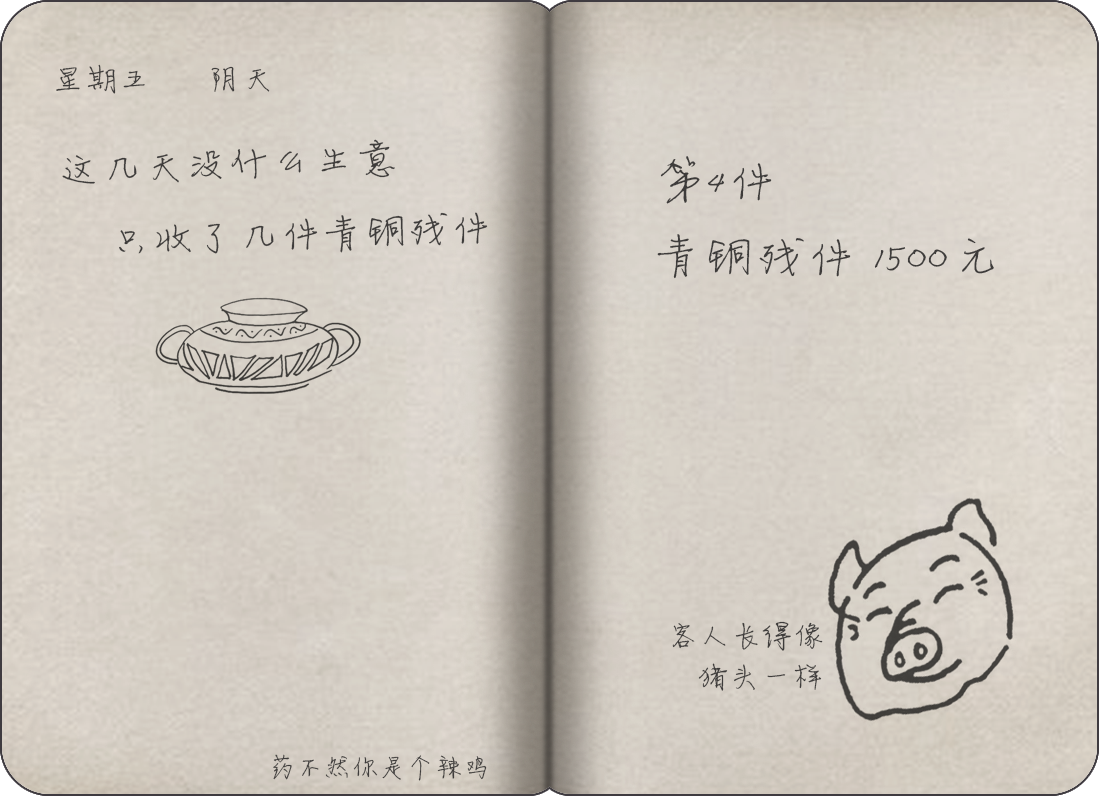 星期五 阴天
这几天没什么生意
只收了几件青铜残件
药不然你是个辣鸡
第4件
青铜残件 1500元
客人长得像
猪头一样